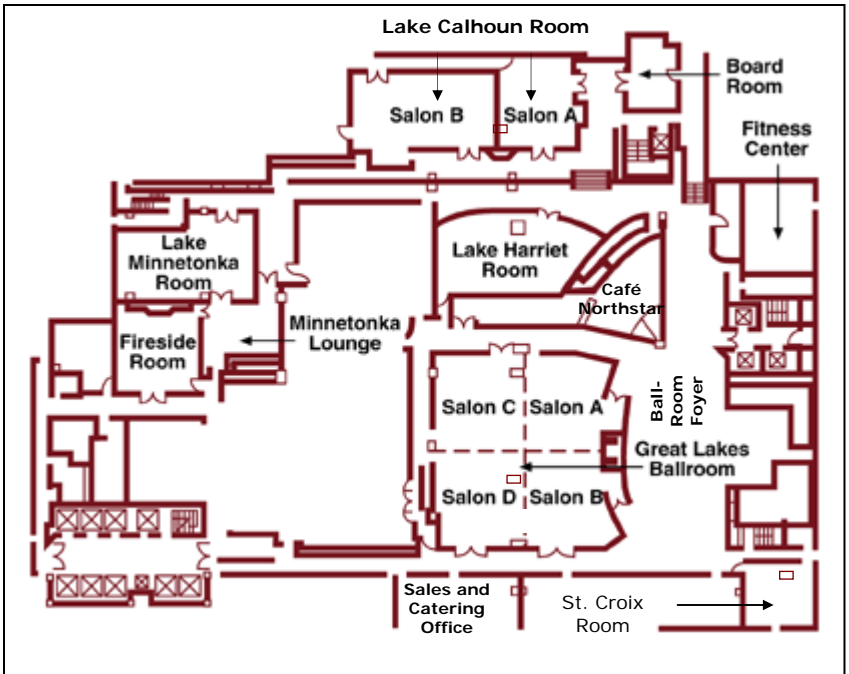 Lake Calhoun Room
Board
Room
Salon B
Salon A
Fitness
Center
Lake
Minnetonka
Room
Lake Harriet
Room
Café
Northstar
Minnetonka
Lounge
Fireside
Room
Ball-
Room
Foyer
Salon C
Salon A
Great Lakes
Ballroom
Salon D
Salon B
Sales and
Catering
Office
St. Croix
Room